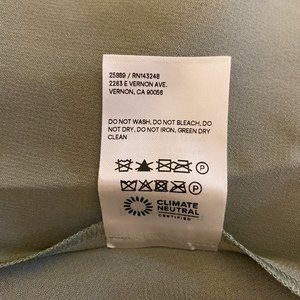 25889 / RN143248
2263 E VERNON AVE.
VERNON, CA 90058
DO NOT WASH, DO NOT BLEACH, DO
NOT DRY, DO NOT IRON, GREEN DRY
CLEAN
P
P
CLIMATE
NEUTRAL
CERTIFIED